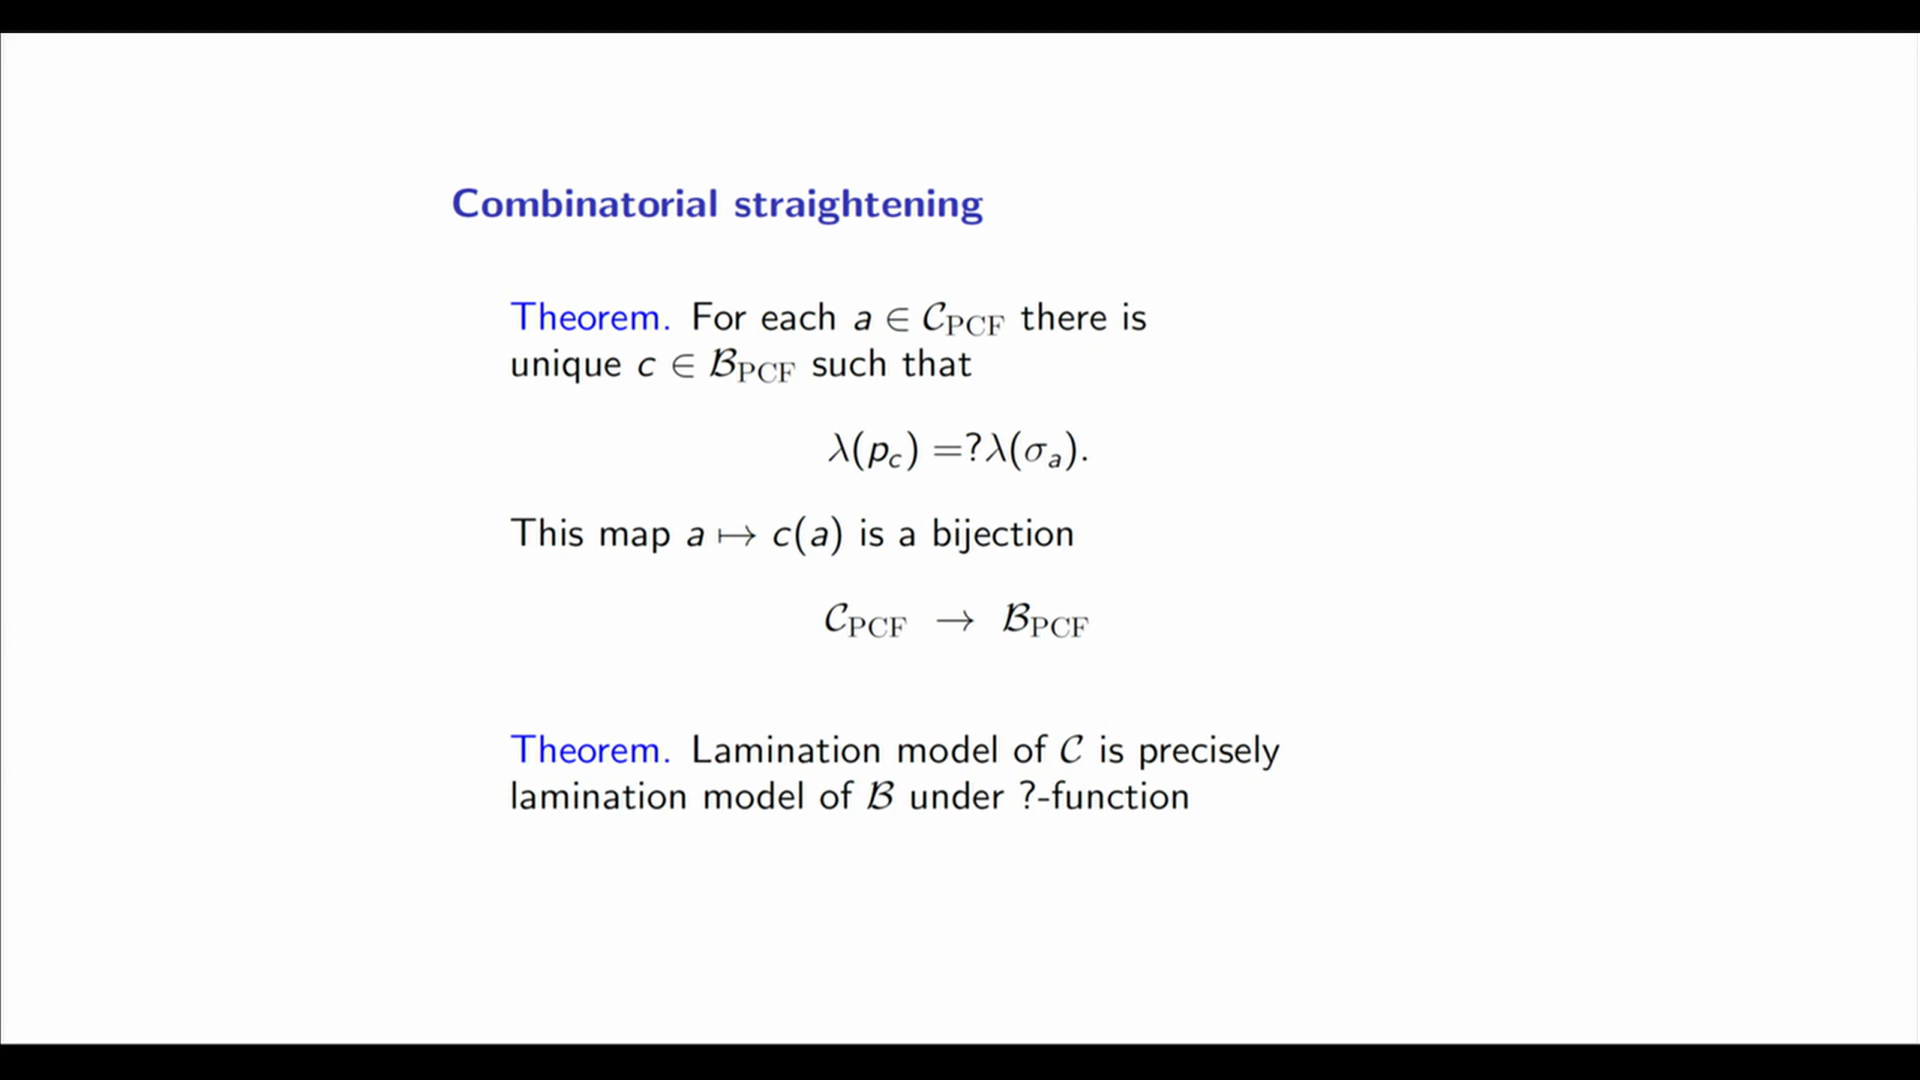 Combinatorial straightening
Theorem. For each a ∈ 𝒞_PCF there is
unique c ∈ ℬ_PCF such that
λ(p_c) =?λ(σ_a).
This map a ↦ c(a) is a bijection
𝒞_PCF → ℬ_PCF
Theorem. Lamination model of 𝒞 is precisely
lamination model of ℬ under ?-function